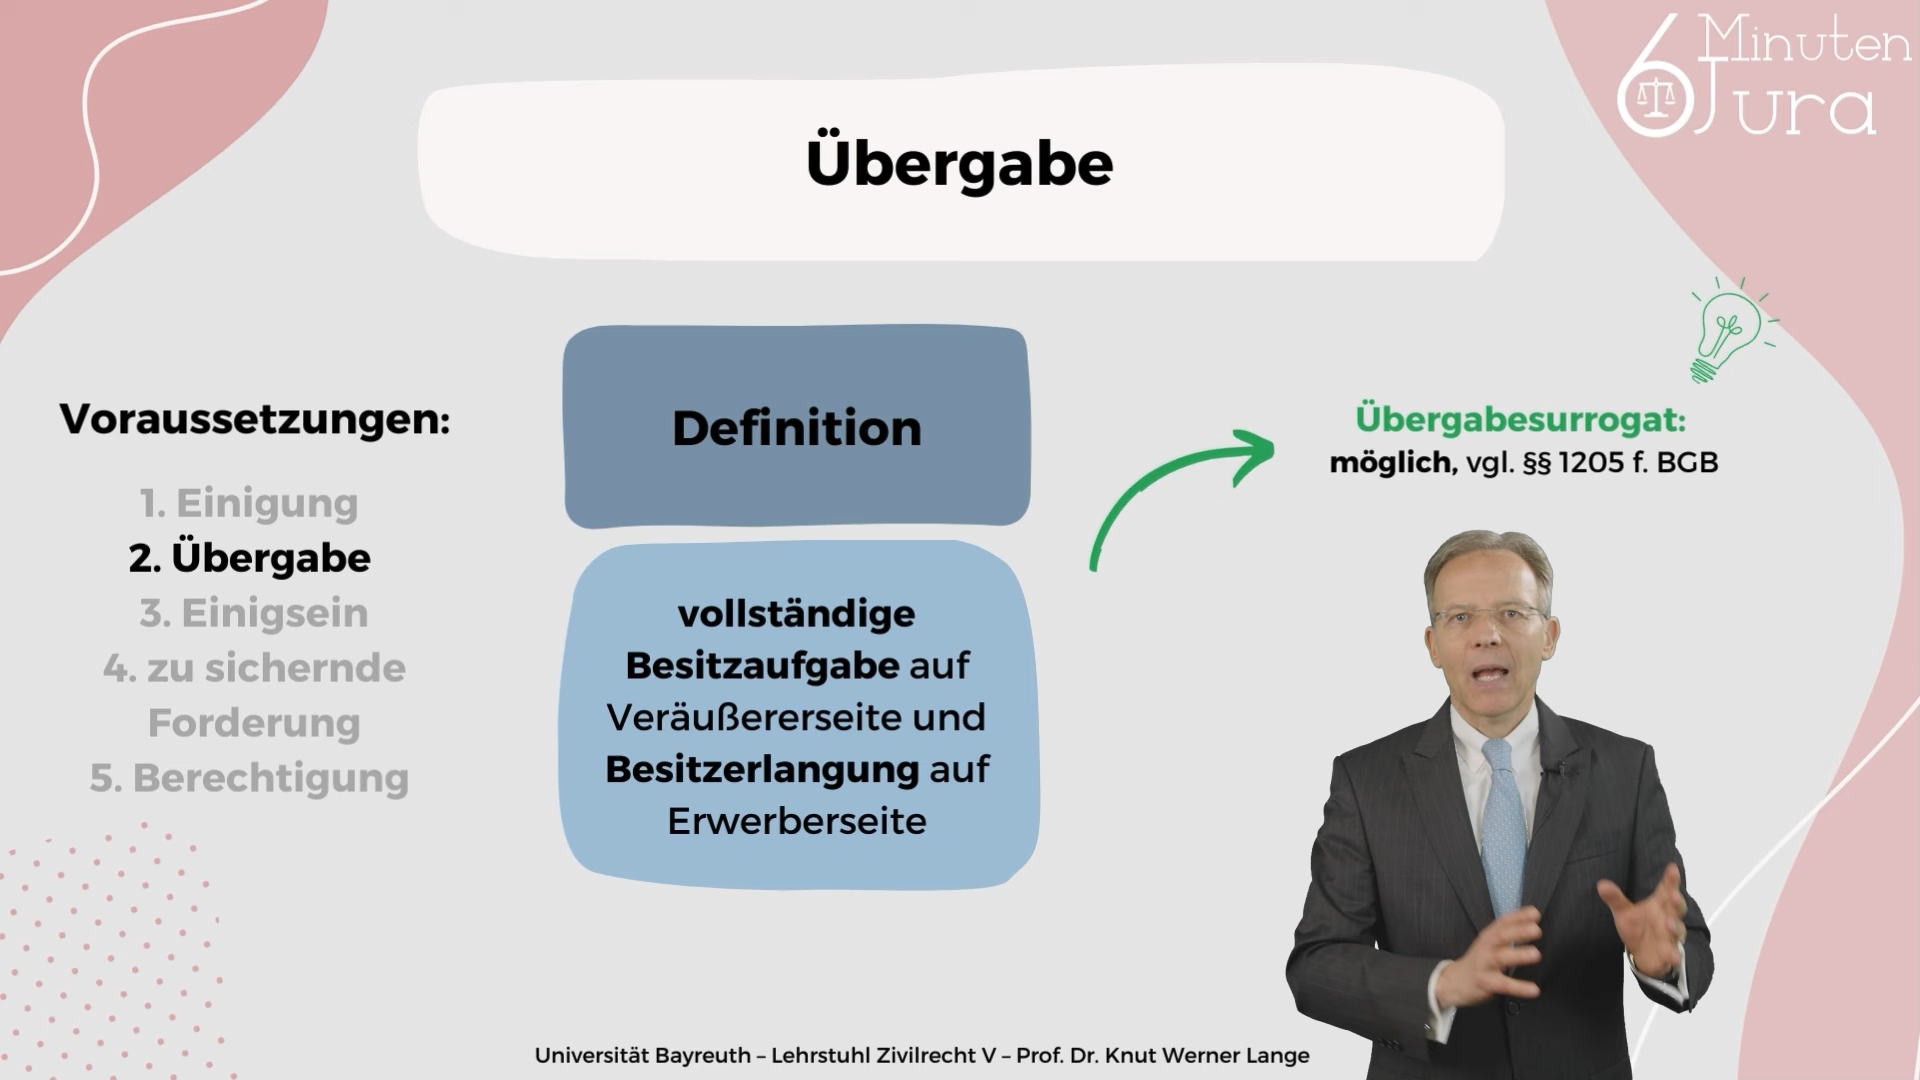 6 Minuten
Jura
Übergabe
Voraussetzungen:
1. Einigung
2. Übergabe
3. Einigsein
4. zu sichernde
Forderung
5. Berechtigung
Definition
vollständige
Besitzaufgabe auf
Veräußererseite und
Besitzerlangung auf
Erwerberseite
Übergabesurrogat:
möglich, vgl. §§ 1205 f. BGB
Universität Bayreuth – Lehrstuhl Zivilrecht V – Prof. Dr. Knut Werner Lange